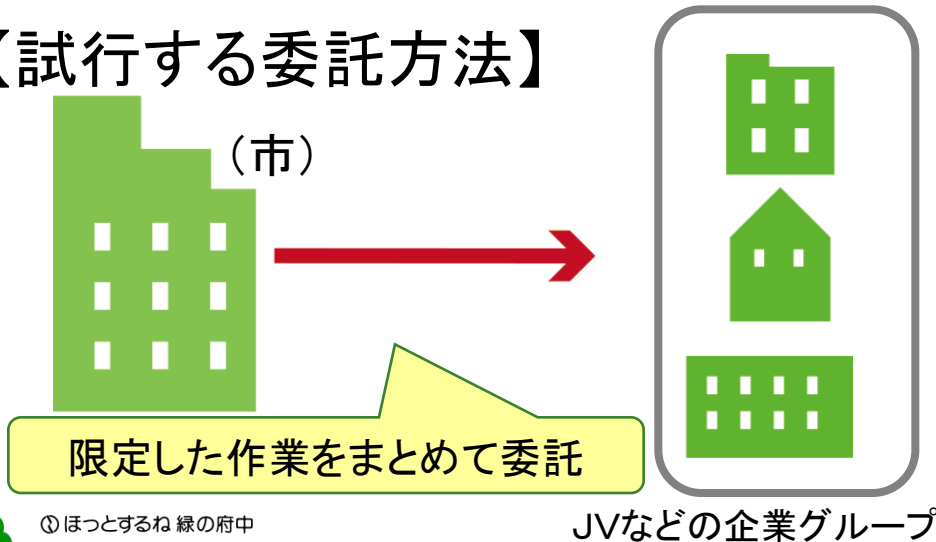 【試行する委託方法】
（市）
限定した作業をまとめて委託
ほっとするね 緑の府中
JVなどの企業グループ